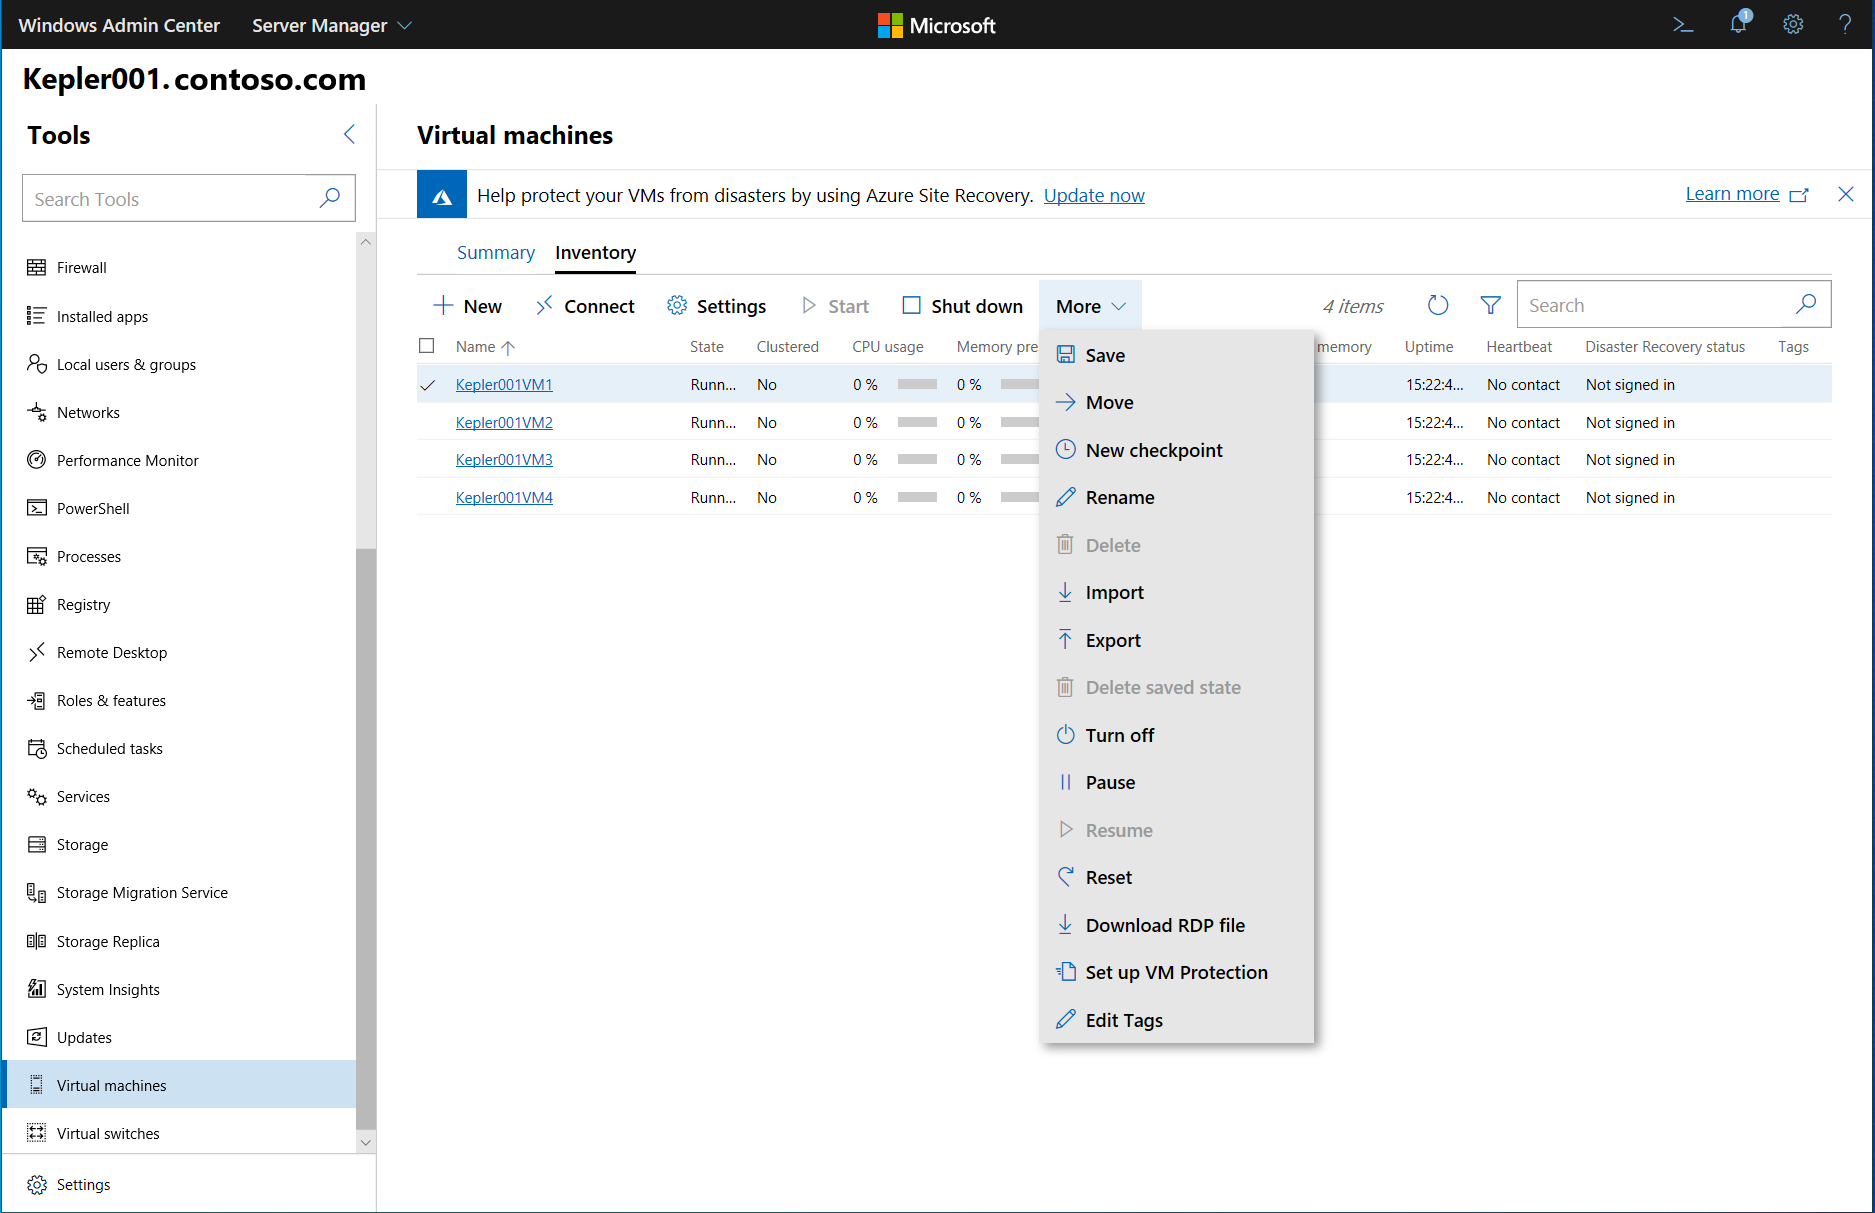 Windows Admin Center Server Manager Microsoft 1
Kepler001.contoso.com
Tools
Search Tools
Firewall
Installed apps
Local users & groups
Networks
Performance Monitor
PowerShell
Processes
Registry
Remote Desktop
Roles & features
Scheduled tasks
Services
Storage
Storage Migration Service
Storage Replica
System Insights
Updates
Virtual machines
Virtual switches
Settings
Virtual machines
Help protect your VMs from disasters by using Azure Site Recovery. Update now Learn more
Summary Inventory
New Connect Settings Start Shut down More 4 items Search
Name State Clustered CPU usage Memory pre memory Uptime Heartbeat Disaster Recovery status Tags
Kepler001VM1 Runn... No 0 % 0 % 15:22:4... No contact Not signed in
Kepler001VM2 Runn... No 0 % 0 % 15:22:4... No contact Not signed in
Kepler001VM3 Runn... No 0 % 0 % 15:22:4... No contact Not signed in
Kepler001VM4 Runn... No 0 % 0 % 15:22:4... No contact Not signed in
Save
Move
New checkpoint
Rename
Delete
Import
Export
Delete saved state
Turn off
Pause
Resume
Reset
Download RDP file
Set up VM Protection
Edit Tags